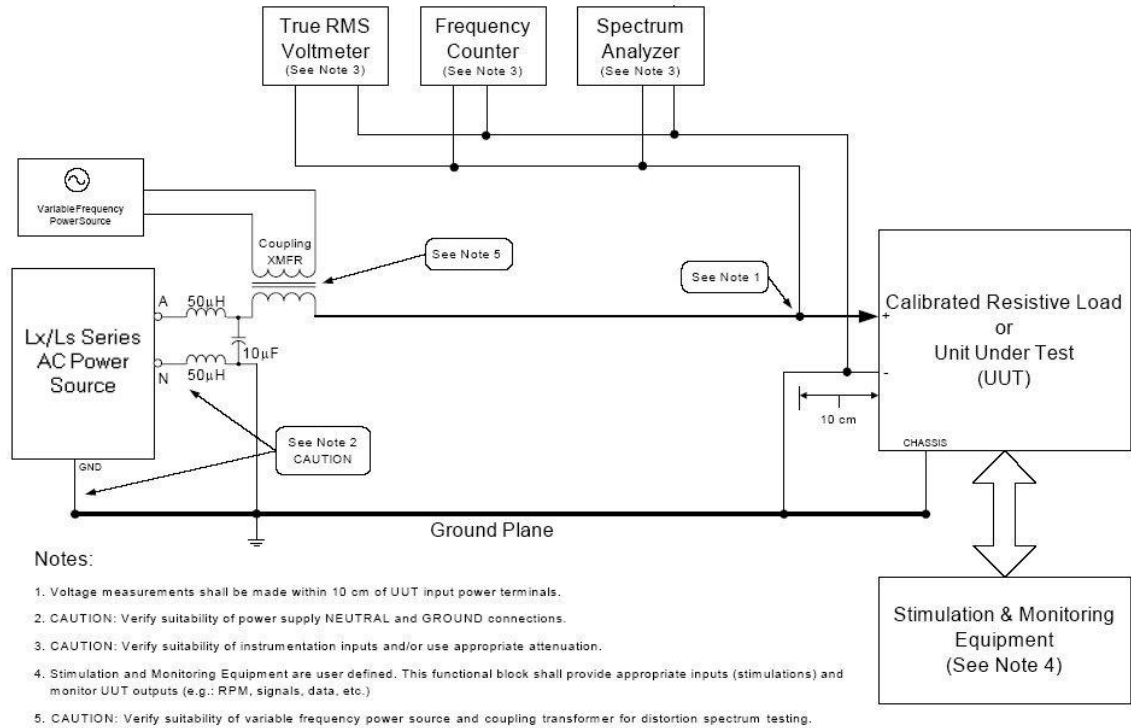 True RMS
Voltmeter
(See Note 3)
Frequency
Counter
(See Note 3)
Spectrum
Analyzer
(See Note 3)
Variable Frequency
Power Source
Coupling
XMFR
See Note 5
See Note 1
Lx/Ls Series
AC Power
Source
A
50µH
10µF
N
50µH
GND
See Note 2
CAUTION
+
Calibrated Resistive Load
or
Unit Under Test
(UUT)
-
10 cm
CHASSIS
Ground Plane
Stimulation & Monitoring
Equipment
(See Note 4)
Notes:
1. Voltage measurements shall be made within 10 cm of UUT input power terminals.
2. CAUTION: Verify suitability of power supply NEUTRAL and GROUND connections.
3. CAUTION: Verify suitability of instrumentation inputs and/or use appropriate attenuation.
4. Stimulation and Monitoring Equipment are user defined. This functional block shall provide appropriate inputs (stimulations) and
monitor UUT outputs (e.g.: RPM, signals, data, etc.)
5. CAUTION: Verify suitability of variable frequency power source and coupling transformer for distortion spectrum testing.